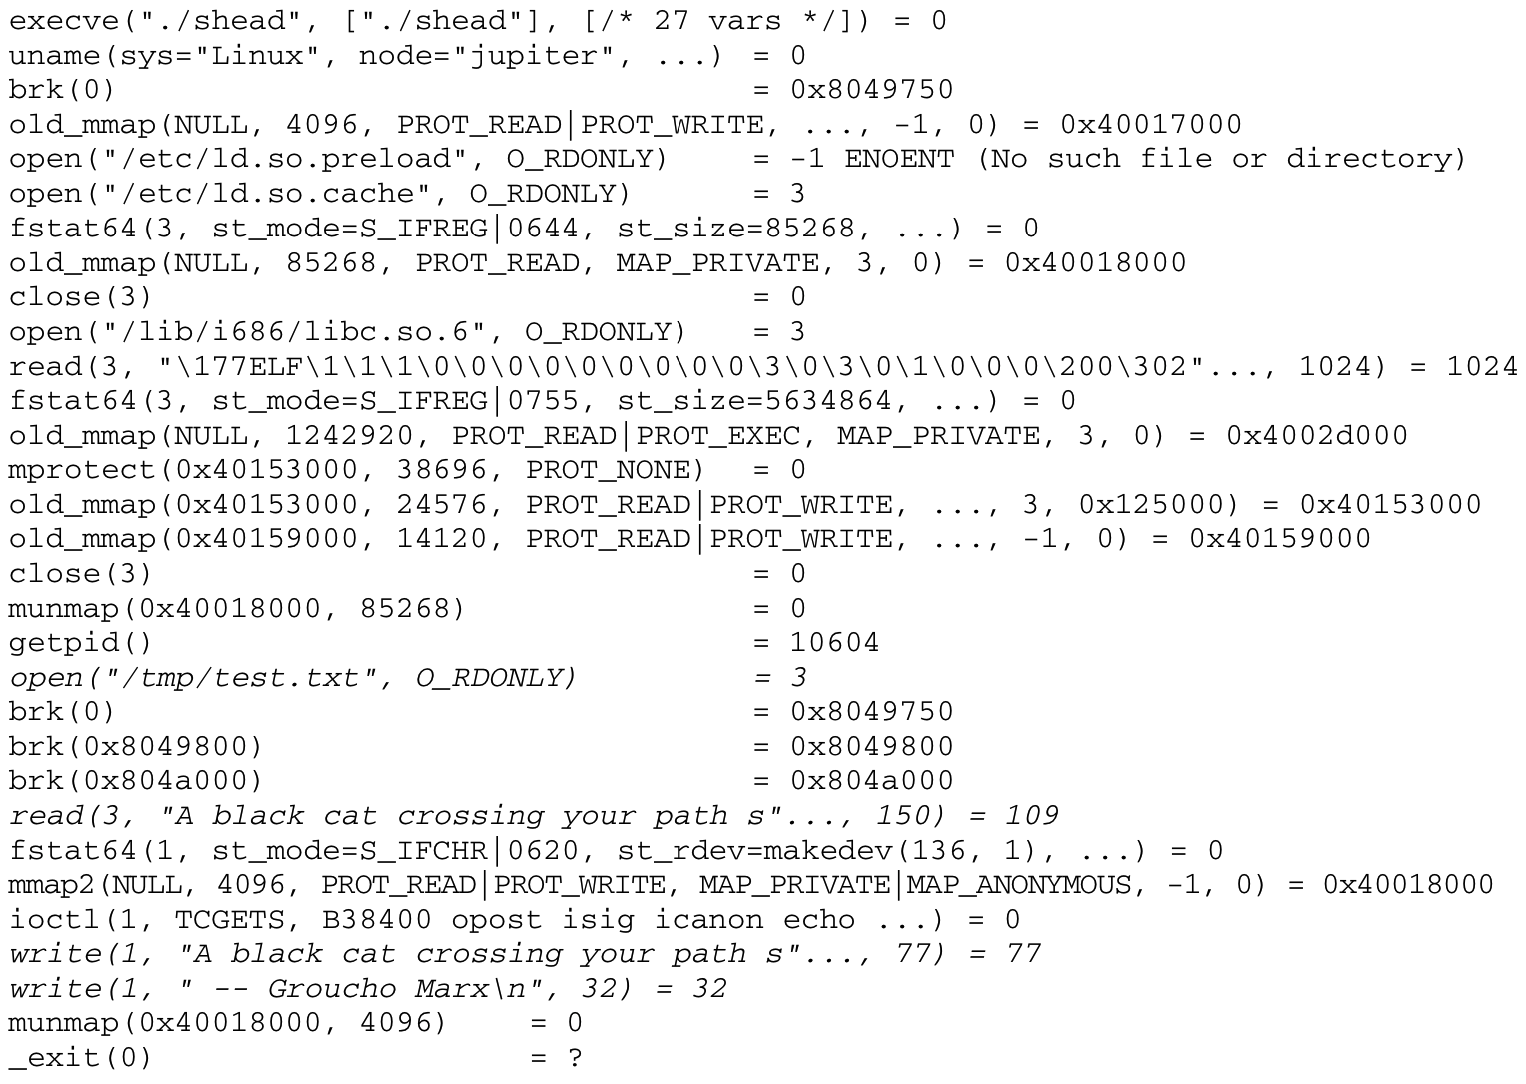 execve("./shead", ["./shead"], [/* 27 vars */]) = 0
uname(sys="Linux", node="jupiter", ...) = 0
brk(0) = 0x8049750
old_mmap(NULL, 4096, PROT_READ|PROT_WRITE, ..., -1, 0) = 0x40017000
open("/etc/ld.so.preload", O_RDONLY) = -1 ENOENT (No such file or directory)
open("/etc/ld.so.cache", O_RDONLY) = 3
fstat64(3, st_mode=S_IFREG|0644, st_size=85268, ...) = 0
old_mmap(NULL, 85268, PROT_READ, MAP_PRIVATE, 3, 0) = 0x40018000
close(3) = 0
open("/lib/i686/libc.so.6", O_RDONLY) = 3
read(3, "\177ELF\1\1\1\0\0\0\0\0\0\0\0\0\3\0\3\0\1\0\0\0\200\302"..., 1024) = 1024
fstat64(3, st_mode=S_IFREG|0755, st_size=5634864, ...) = 0
old_mmap(NULL, 1242920, PROT_READ|PROT_EXEC, MAP_PRIVATE, 3, 0) = 0x4002d000
mprotect(0x40153000, 38696, PROT_NONE) = 0
old_mmap(0x40153000, 24576, PROT_READ|PROT_WRITE, ..., 3, 0x125000) = 0x40153000
old_mmap(0x40159000, 14120, PROT_READ|PROT_WRITE, ..., -1, 0) = 0x40159000
close(3) = 0
munmap(0x40018000, 85268) = 0
getpid() = 10604
open("/tmp/test.txt", O_RDONLY) = 3
brk(0) = 0x8049750
brk(0x8049800) = 0x8049800
brk(0x804a000) = 0x804a000
read(3, "A black cat crossing your path s"..., 150) = 109
fstat64(1, st_mode=S_IFCHR|0620, st_rdev=makedev(136, 1), ...) = 0
mmap2(NULL, 4096, PROT_READ|PROT_WRITE, MAP_PRIVATE|MAP_ANONYMOUS, -1, 0) = 0x40018000
ioctl(1, TCGETS, B38400 opost isig icanon echo ...) = 0
write(1, "A black cat crossing your path s"..., 77) = 77
write(1, " -- Groucho Marx\n", 32) = 32
munmap(0x40018000, 4096) = 0
_exit(0) = ?